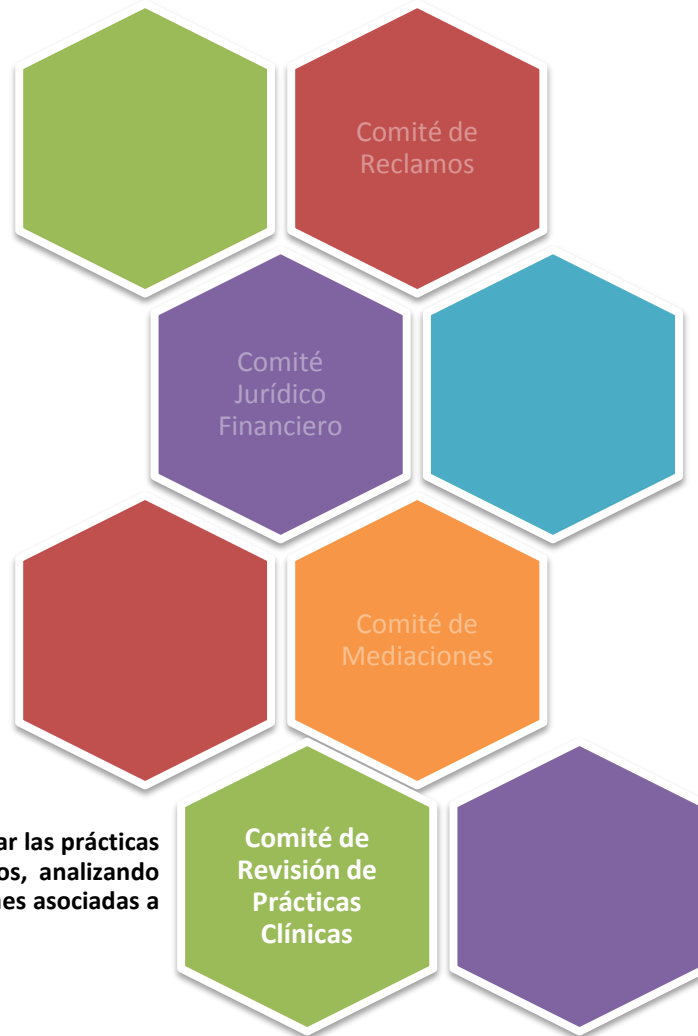 Comité de
Reclamos
Comité
Jurídico
Financiero
Comité de
Mediaciones
ar las prácticas
os, analizando
nes asociadas a
Comité de
Revisión de
Prácticas
Clínicas